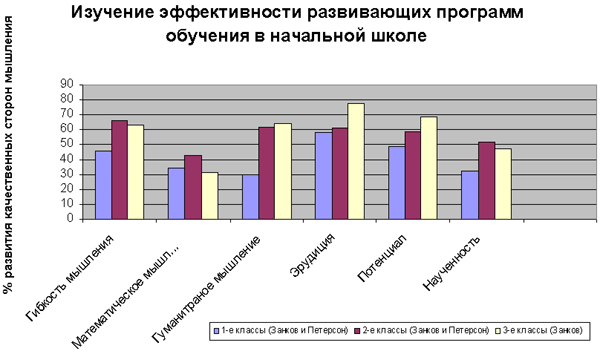 Изучение эффективности развивающих программ
обучения в начальной школе
% развития качественных сторон мышления
90
80
70
60
50
40
30
20
10
0
Гибкость мышления
Математическое мышл...
Гуманитраное мышление
Эрудиция
Потенциал
Наученность
1-е классы (Занков и Петерсон)
2-е классы (Занков и Петерсон)
3-е классы (Занков)